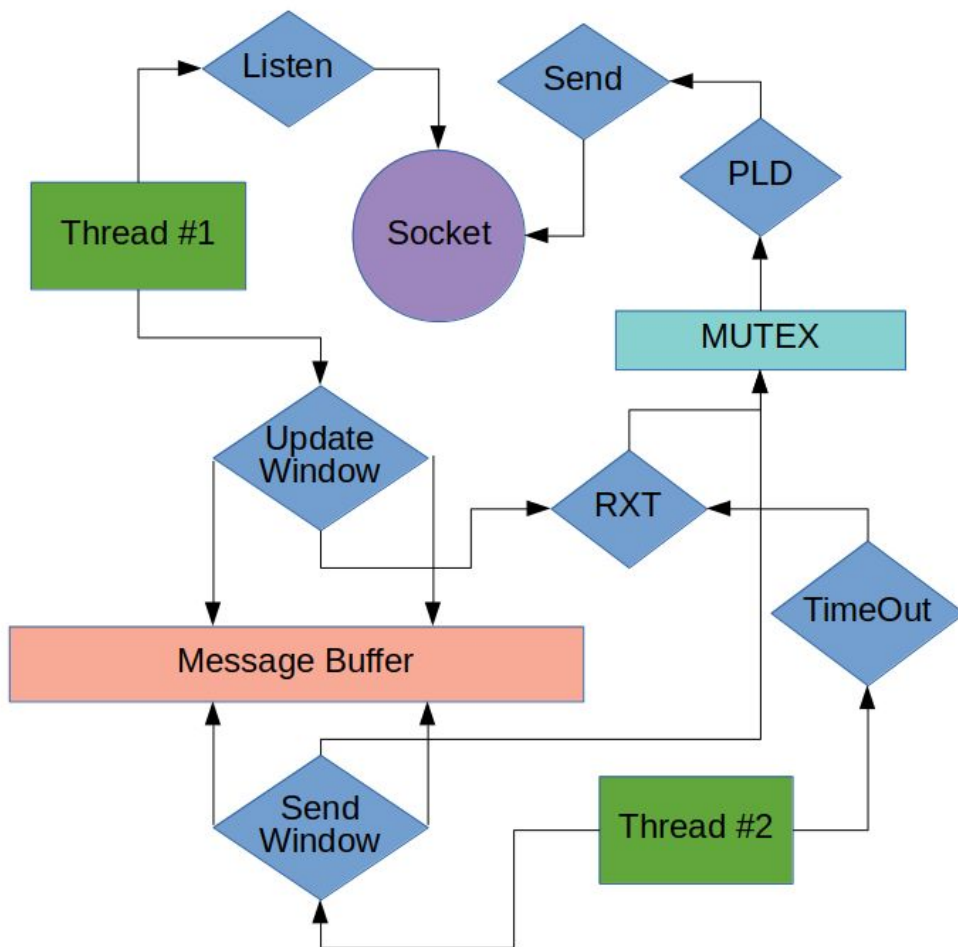 Listen
Send
PLD
Thread #1
Socket
MUTEX
Update
Window
RXT
TimeOut
Message Buffer
Send
Window
Thread #2